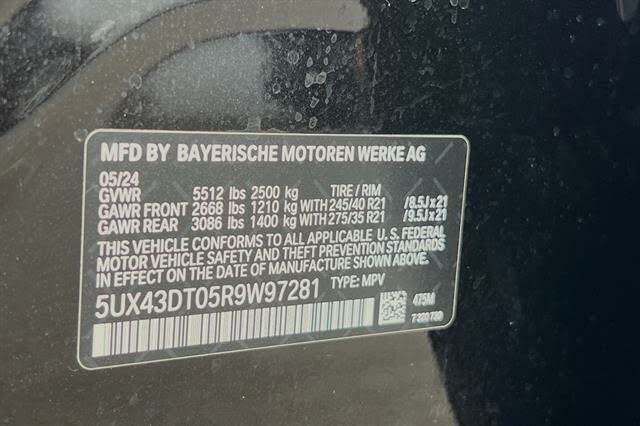 MFD BY BAYERISCHE MOTOREN WERKE AG
05/24
GVWR 5512 lbs 2500 kg TIRE / RIM
GAWR FRONT 2668 lbs 1210 kg WITH 245/40 R21 /8.5J x 21
GAWR REAR 3086 lbs 1400 kg WITH 275/35 R21 /9.5J x 21
THIS VEHICLE CONFORMS TO ALL APPLICABLE U.S. FEDERAL
MOTOR VEHICLE SAFETY AND THEFT PREVENTION STANDARDS
IN EFFECT ON THE DATE OF MANUFACTURE SHOWN ABOVE.
5UX43DT05R9W97281 TYPE: MPV
475M
7 220 730